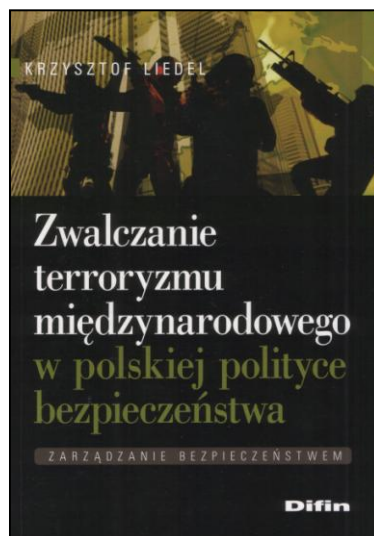 KRZYSZTOF LIEDEL
Zwalczanie
terroryzmu
międzynarodowego
w polskiej polityce
bezpieczeństwa
ZARZĄDZANIE BEZPIECZEŃSTWEM
Difin